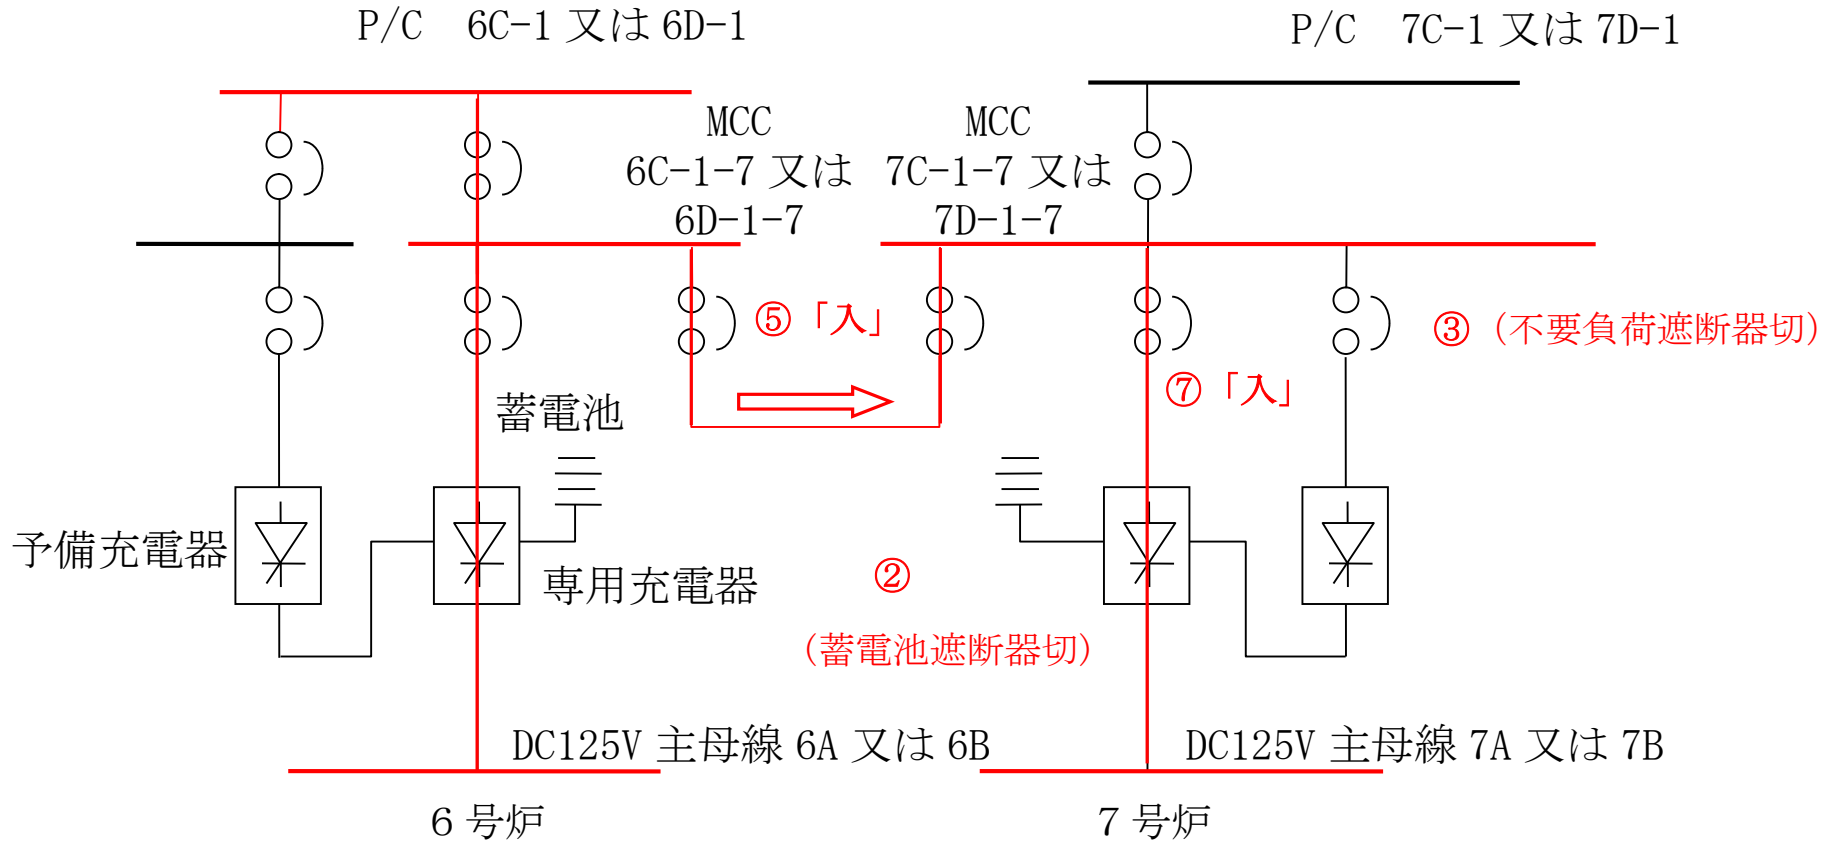 P/C 6C-1 又は 6D-1
P/C 7C-1 又は 7D-1
MCC
6C-1-7 又は
6D-1-7
MCC
7C-1-7 又は
7D-1-7
⑤「入」
③（不要負荷遮断器切）
⑦「入」
蓄電池
予備充電器
専用充電器
②
（蓄電池遮断器切）
DC125V 主母線 6A 又は 6B
DC125V 主母線 7A 又は 7B
6 号炉
7 号炉